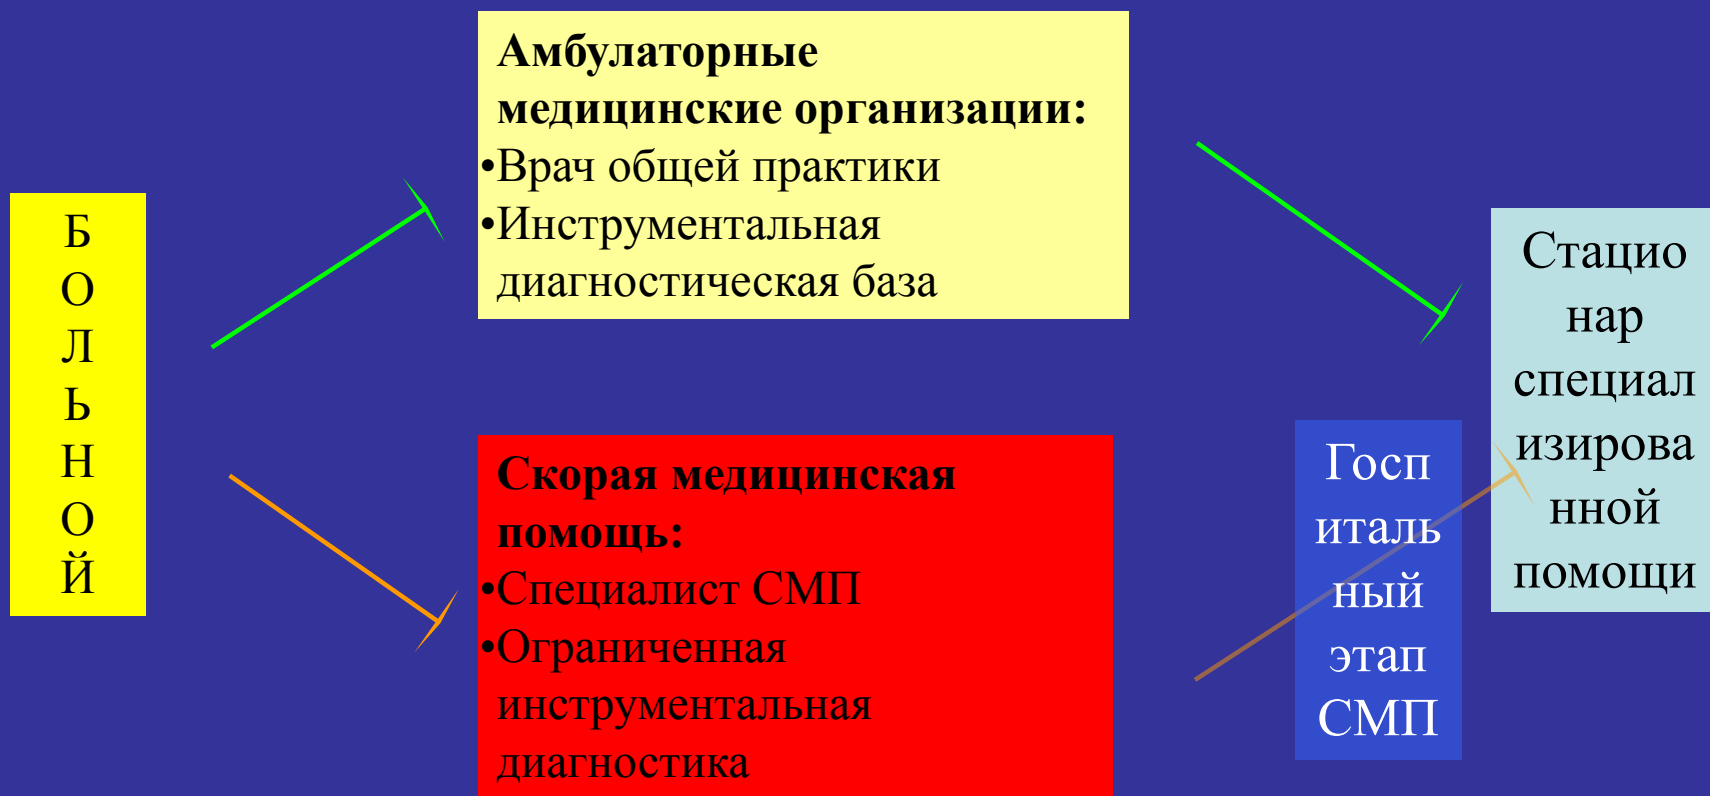 Б
О
Л
Ь
Н
О
Й
Амбулаторные
медицинские организации:
•Врач общей практики
•Инструментальная
диагностическая база
Скорая медицинская
помощь:
•Специалист СМП
•Ограниченная
инструментальная
диагностика
Госп
италь
ный
этап
СМП
Стацио
нар
специал
изирова
нной
помощи